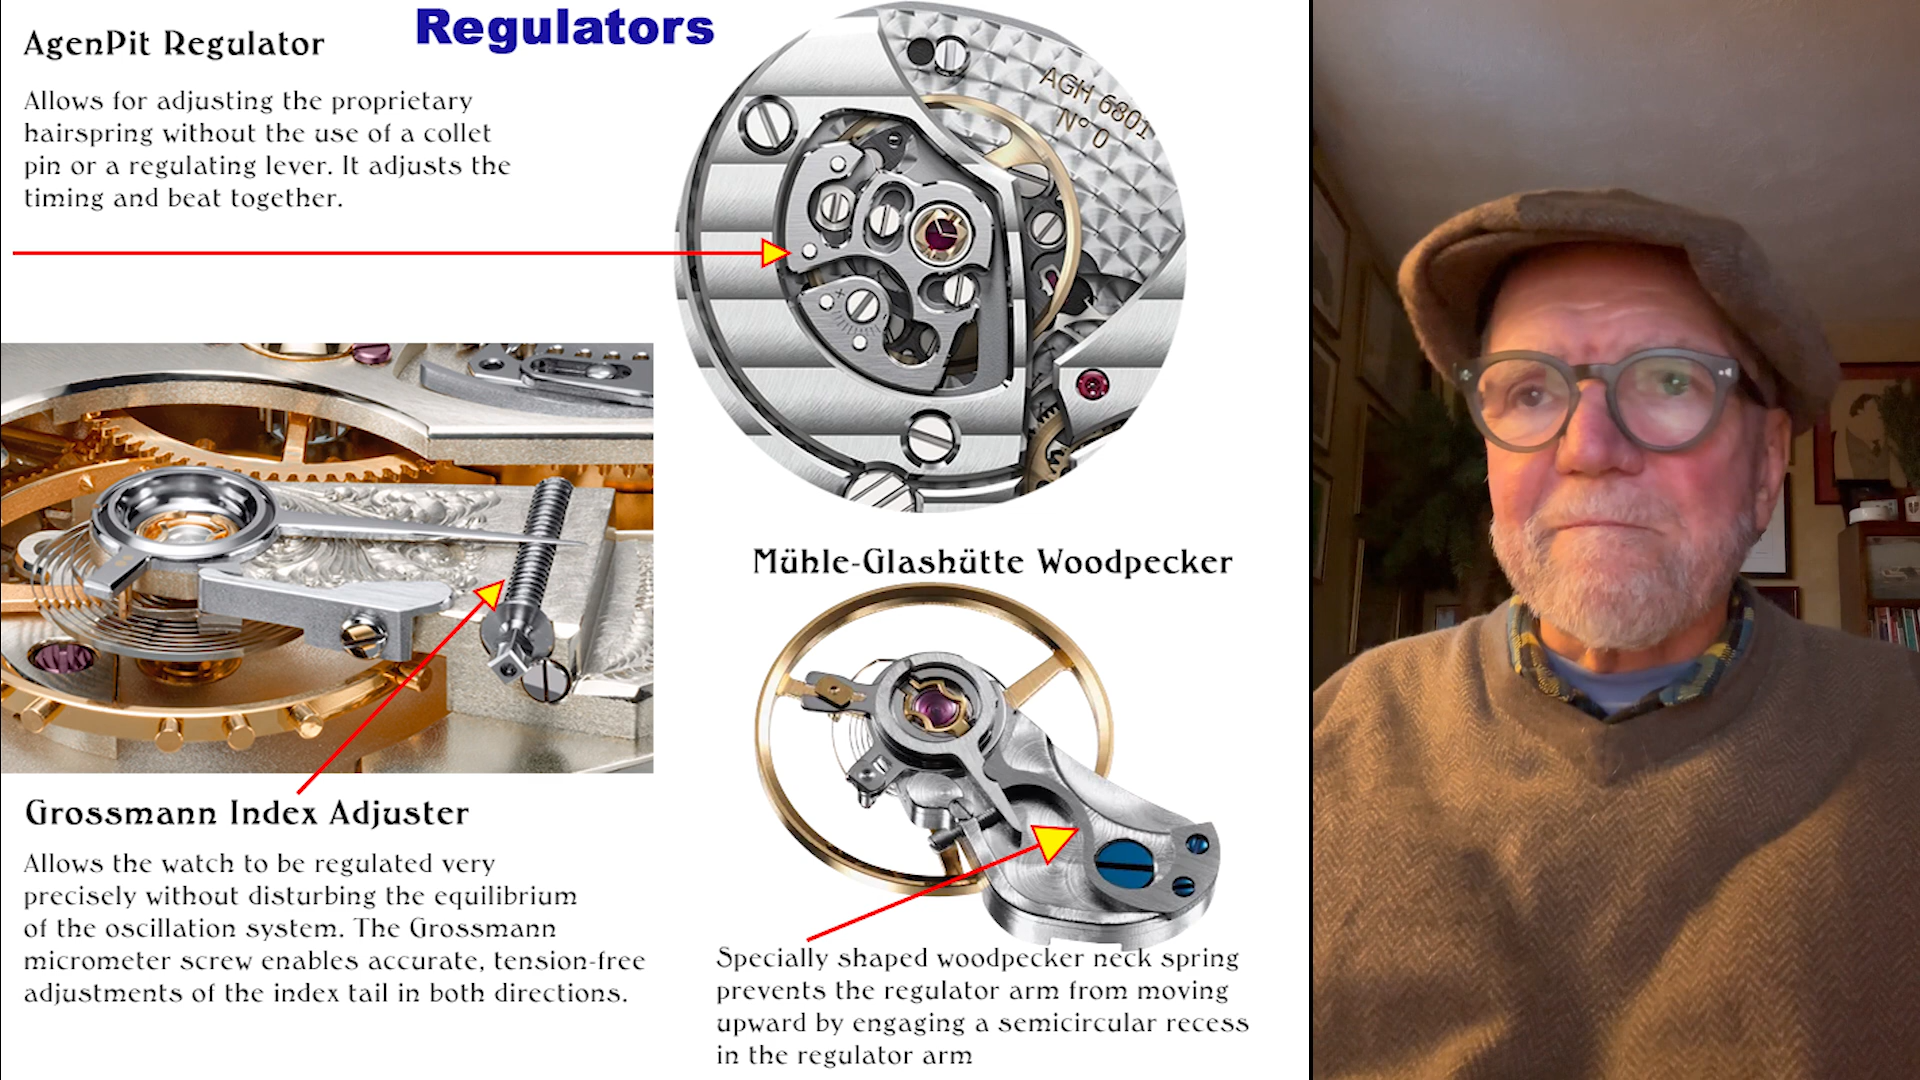 Regulators
AgenPit Regulator
Allows for adjusting the proprietary
hairspring without the use of a collet
pin or a regulating lever. It adjusts the
timing and beat together.
AGH 6801
N° 0
Grossmann Index Adjuster
Allows the watch to be regulated very
precisely without disturbing the equilibrium
of the oscillation system. The Grossmann
micrometer screw enables accurate, tension-free
adjustments of the index tail in both directions.
Mühle-Glashütte Woodpecker
Specially shaped woodpecker neck spring
prevents the regulator arm from moving
upward by engaging a semicircular recess
in the regulator arm